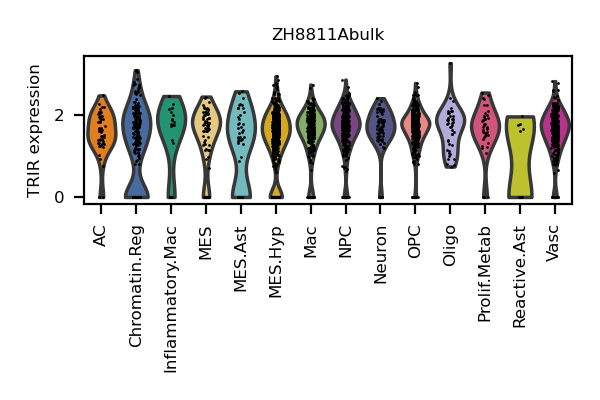 ZH8811Abulk
TRIR expression
2
0
AC
Chromatin.Reg
Inflammatory.Mac
MES
MES.Ast
MES.Hyp
Mac
NPC
Neuron
OPC
Oligo
Prolif.Metab
Reactive.Ast
Vasc